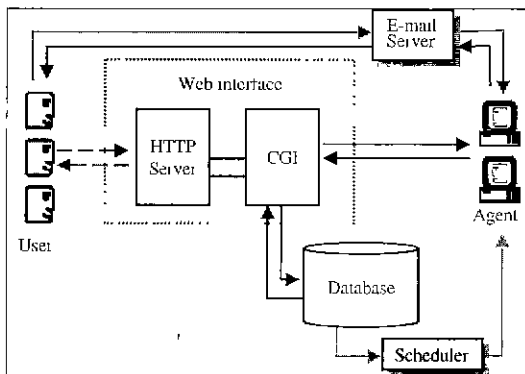 E-mail
Server
Web interface
HTTP
Server
CGI
User
Agent
Database
Scheduler